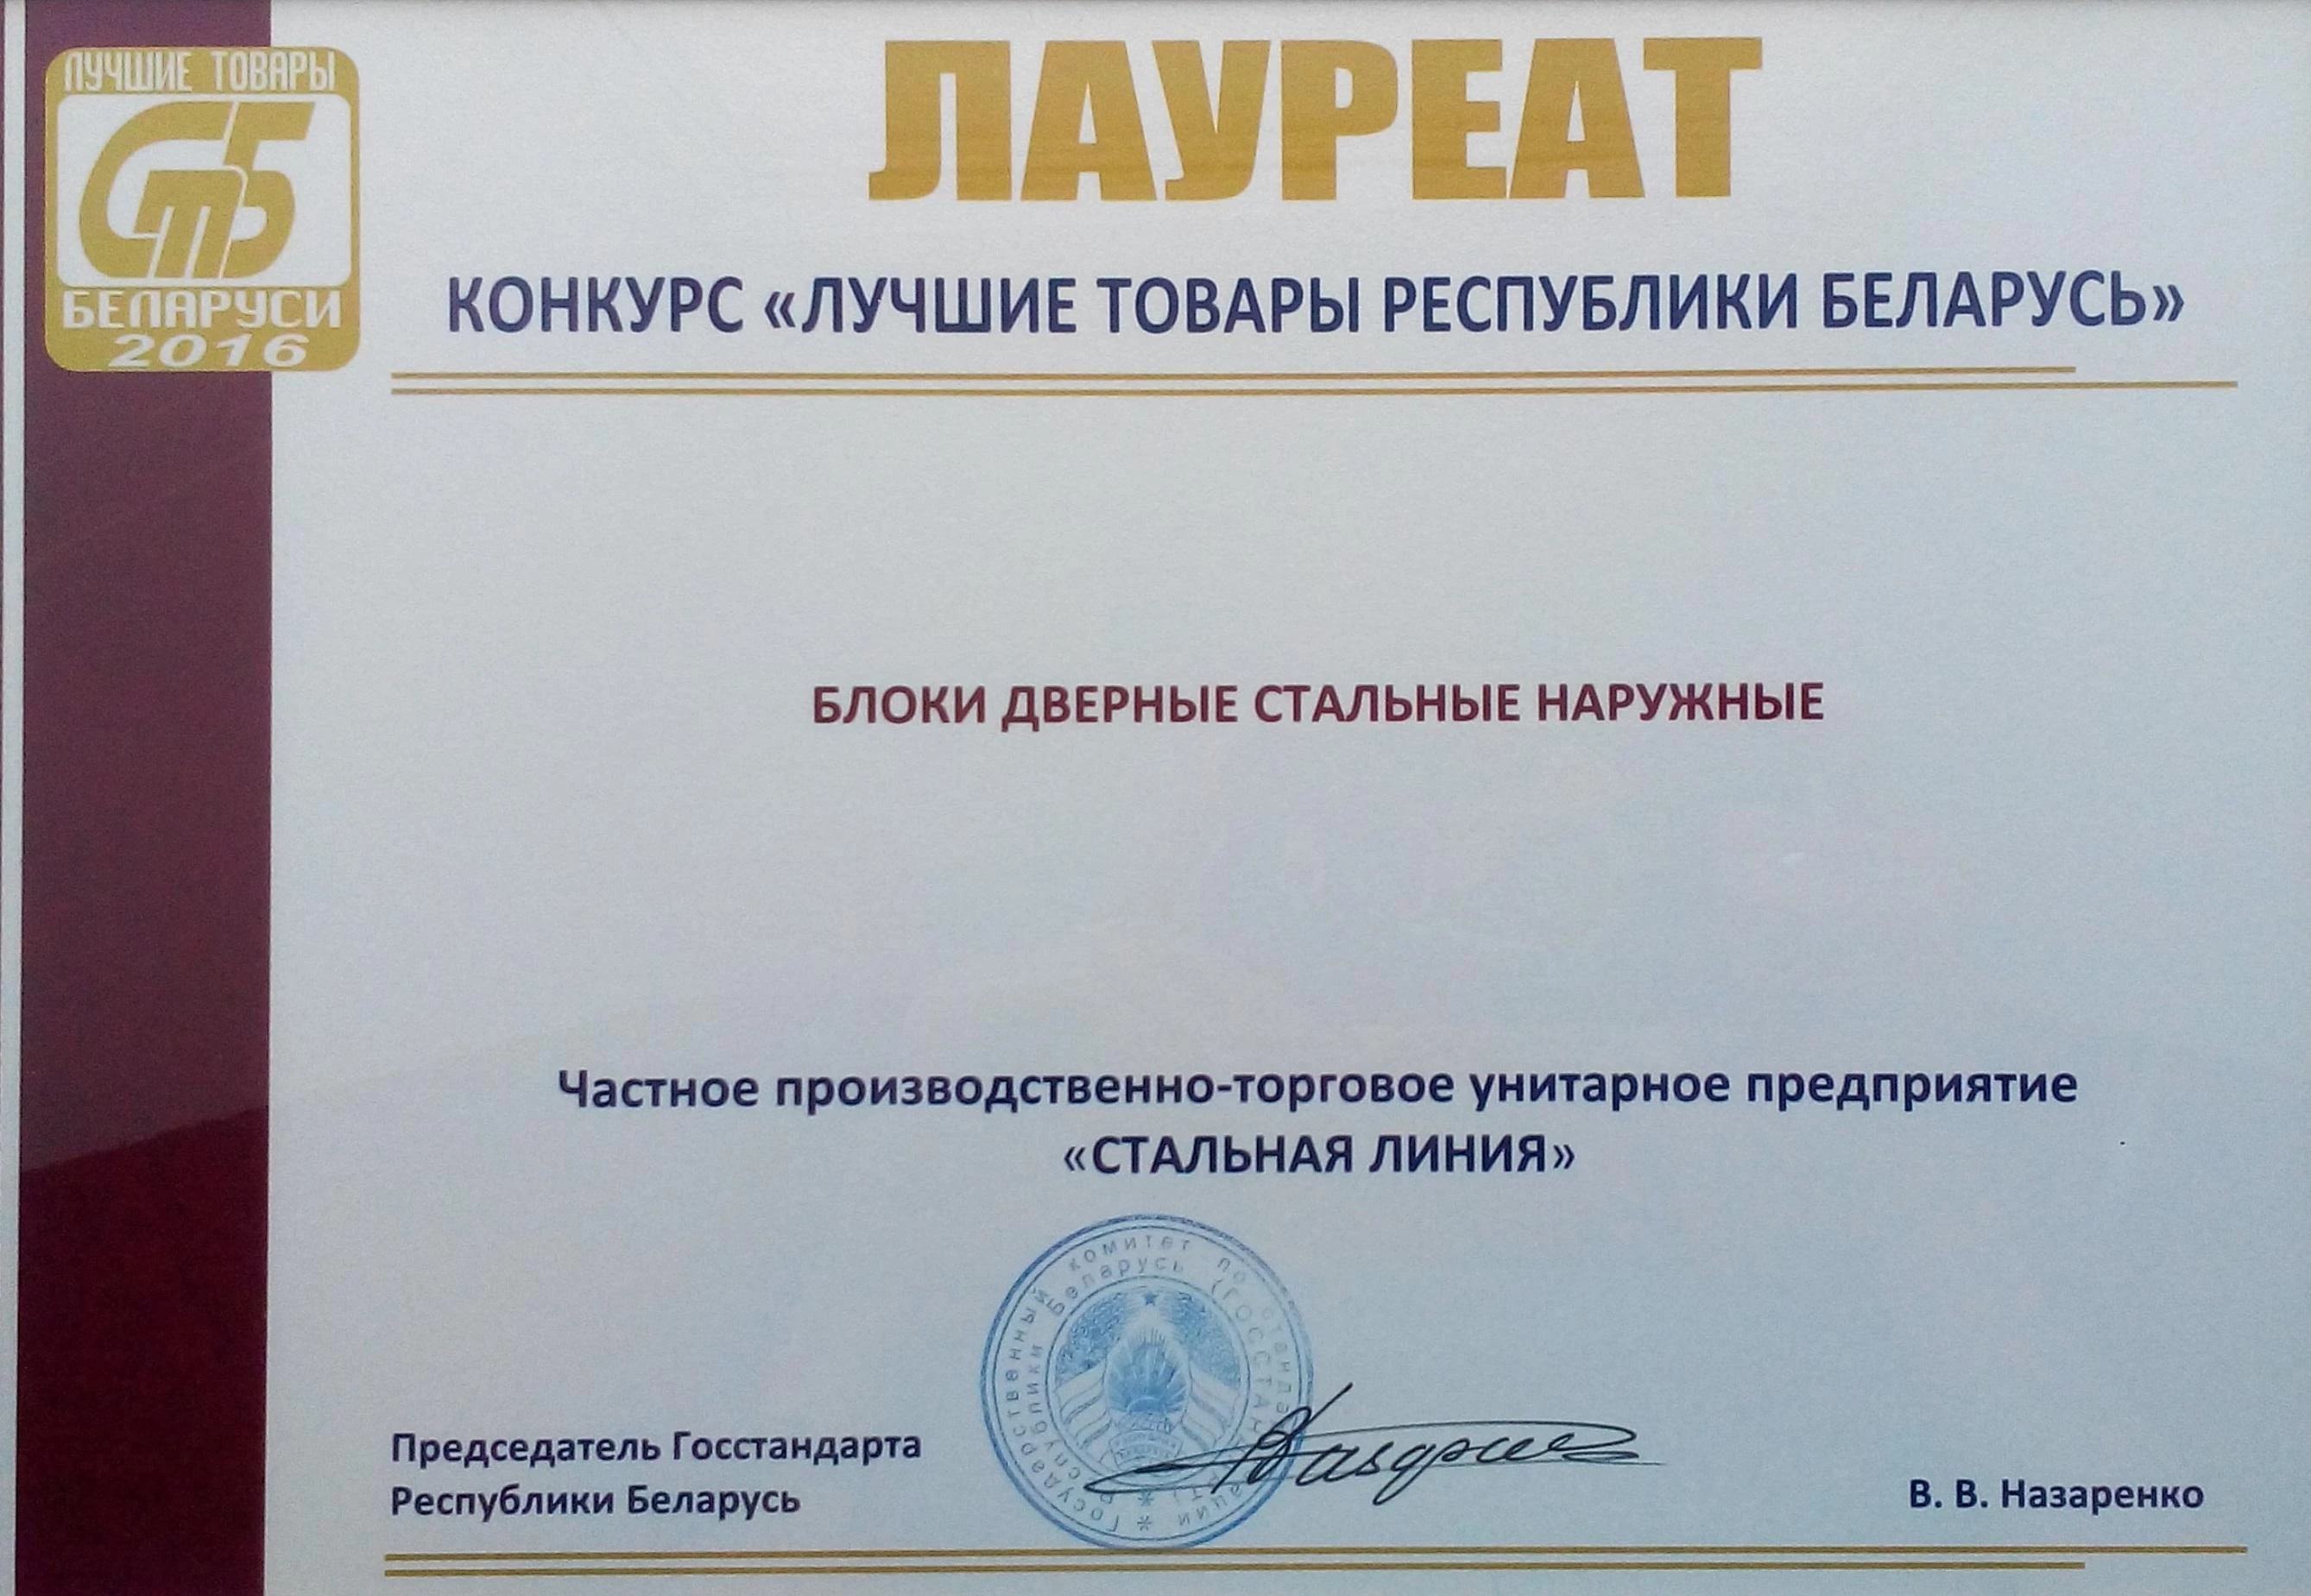 ЛУЧШИЕ ТОВАРЫ
СтБ
БЕЛАРУСИ
2016
ЛАУРЕАТ
КОНКУРС «ЛУЧШИЕ ТОВАРЫ РЕСПУБЛИКИ БЕЛАРУСЬ»
БЛОКИ ДВЕРНЫЕ СТАЛЬНЫЕ НАРУЖНЫЕ
Частное производственно-торговое унитарное предприятие
«СТАЛЬНАЯ ЛИНИЯ»
Государственный комитет по стандартизации
Республики Беларусь (ГОССТАНДАРТ)
Председатель Госстандарта
Республики Беларусь
В. В. Назаренко